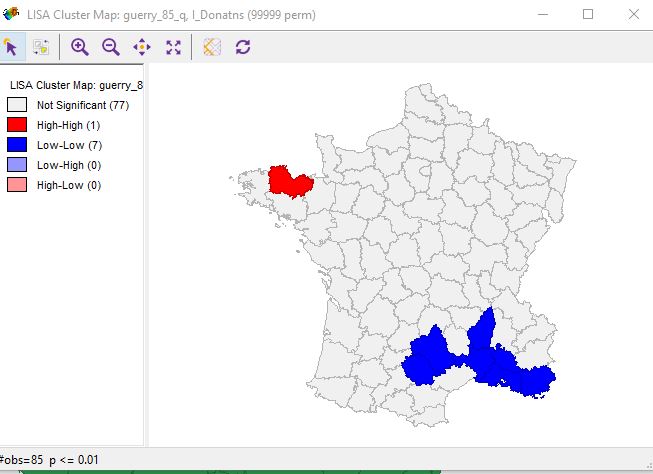 LISA Cluster Map: guerry_85_q, I_Donatns (99999 perm)
LISA Cluster Map: guerry_8
Not Significant (77)
High-High (1)
Low-Low (7)
Low-High (0)
High-Low (0)
#obs=85 p <= 0.01